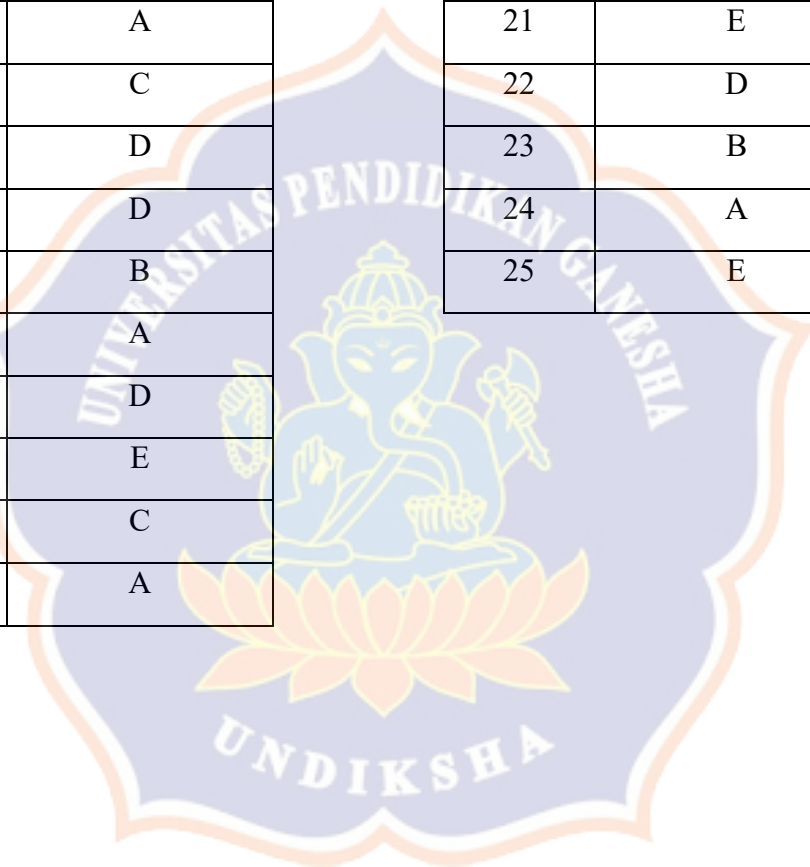 A 21 E
C 22 D
D 23 B
D 24 A
B 25 E
A
D
E
C
A
UNIVERSITAS PENDIDIKAN GANESHA
UNDIKSHA